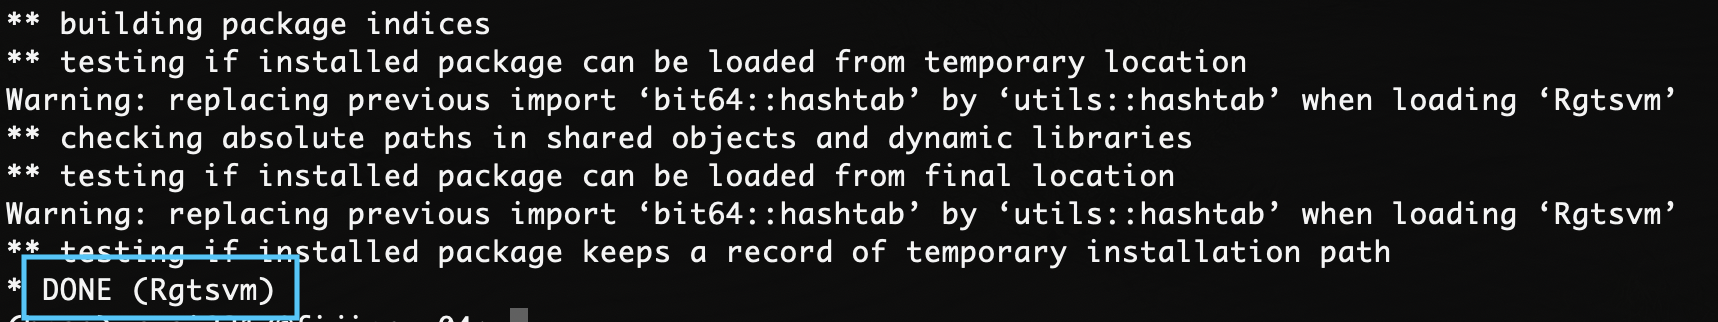 ** building package indices
** testing if installed package can be loaded from temporary location
Warning: replacing previous import ‘bit64::hashtab’ by ‘utils::hashtab’ when loading ‘Rgtsvm’
** checking absolute paths in shared objects and dynamic libraries
** testing if installed package can be loaded from final location
Warning: replacing previous import ‘bit64::hashtab’ by ‘utils::hashtab’ when loading ‘Rgtsvm’
** testing if installed package keeps a record of temporary installation path
* DONE (Rgtsvm)